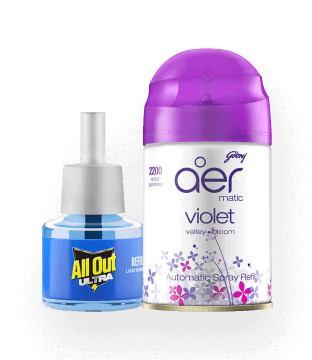 All Out
ULTRA
REFILL
Godrej
2200
aer
matic
violet
valley • bloom
Automatic Spray Refill